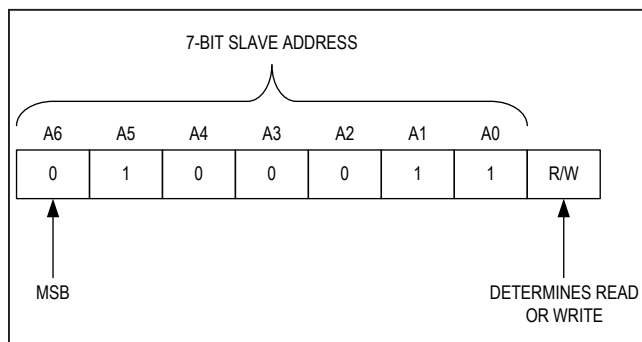 7-BIT SLAVE ADDRESS
A6 A5 A4 A3 A2 A1 A0
0 1 0 0 0 1 1 R/W
MSB
DETERMINES READ
OR WRITE